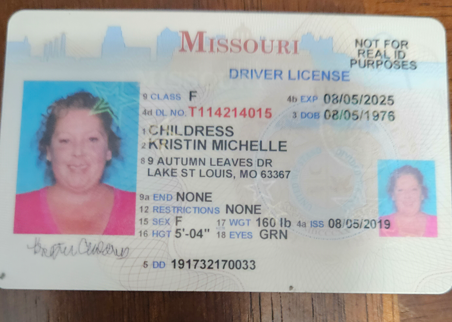 MISSOURI
NOT FOR
REAL ID
PURPOSES
DRIVER LICENSE
9 CLASS F 4b EXP 08/05/2025
4d DL NO. T114214015 3 DOB 08/05/1976
1 CHILDRESS
2 KRISTIN MICHELLE
8 9 AUTUMN LEAVES DR
LAKE ST LOUIS, MO 63367
9a END NONE
12 RESTRICTIONS NONE
15 SEX F 17 WGT 160 lb 4a ISS 08/05/2019
16 HGT 5'-04" 18 EYES GRN
5 DD 191732170033